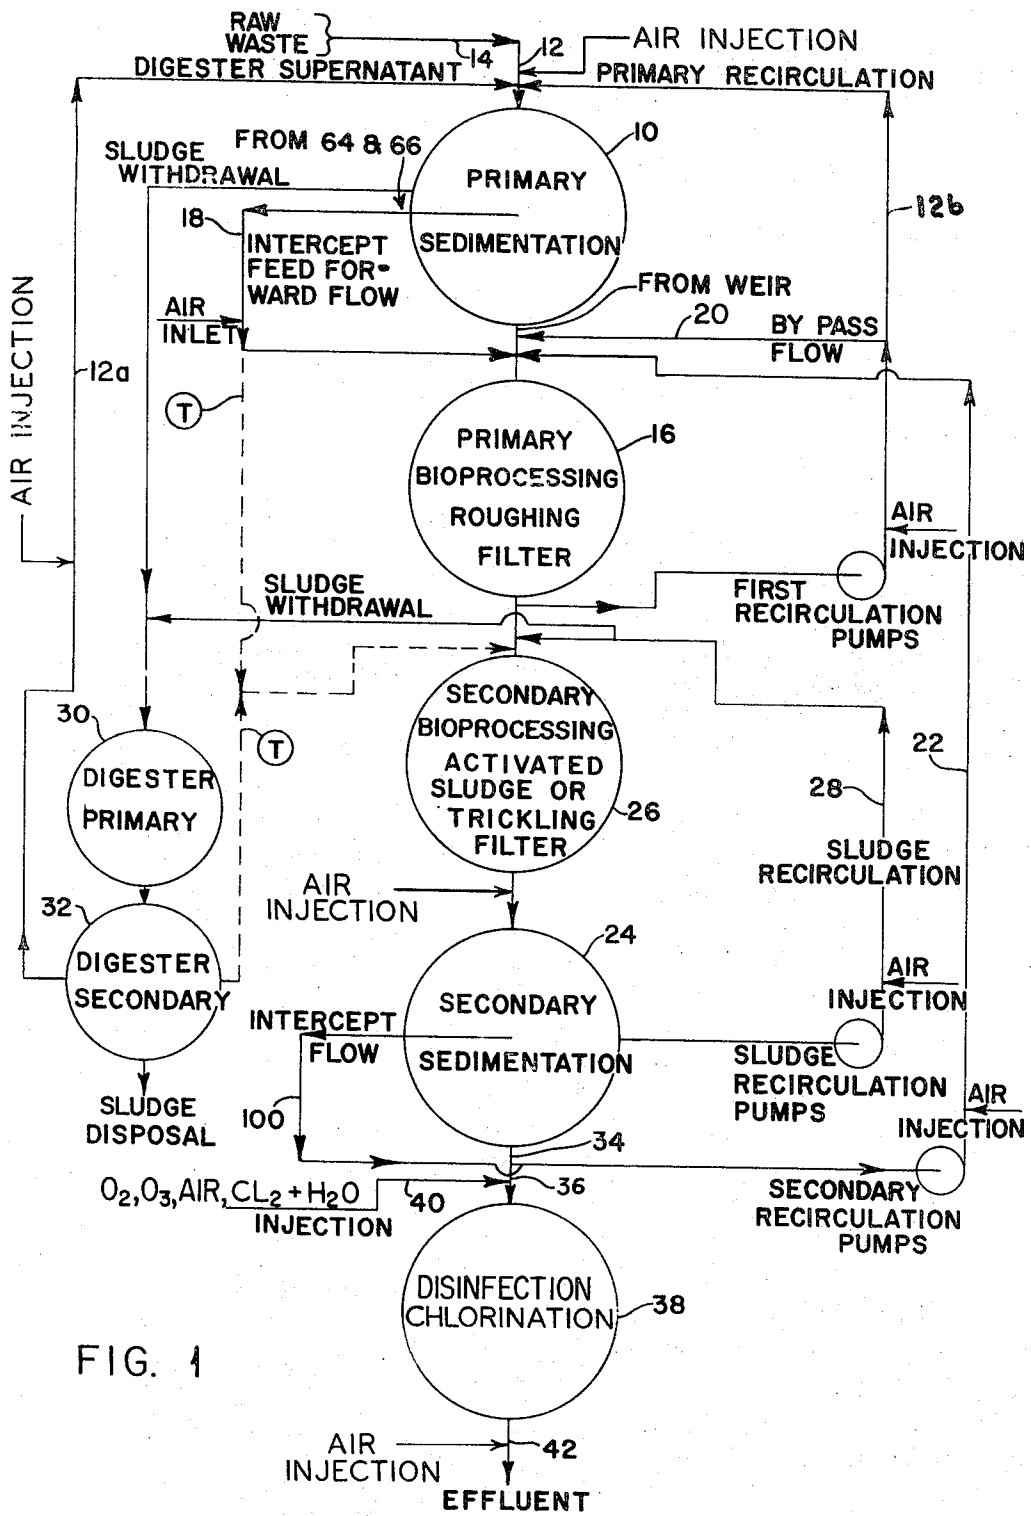 RAW
WASTE
14
12
AIR INJECTION
DIGESTER SUPERNATANT
PRIMARY RECIRCULATION
FROM 64 & 66
10
SLUDGE
WITHDRAWAL
PRIMARY
SEDIMENTATION
12b
18
INTERCEPT
FEED FOR-
WARD FLOW
FROM WEIR
AIR
INLET
20
BY PASS
FLOW
AIR INJECTION
12a
T
PRIMARY
BIOPROCESSING
ROUGHING
FILTER
16
AIR
INJECTION
SLUDGE
WITHDRAWAL
FIRST
RECIRCULATION
PUMPS
30
DIGESTER
PRIMARY
T
SECONDARY
BIOPROCESSING
ACTIVATED
SLUDGE OR
TRICKLING
FILTER
26
22
28
SLUDGE
RECIRCULATION
32
DIGESTER
SECONDARY
AIR
INJECTION
24
SECONDARY
SEDIMENTATION
AIR
INJECTION
INTERCEPT
FLOW
SLUDGE
RECIRCULATION
PUMPS
AIR
INJECTION
SLUDGE
DISPOSAL
100
34
36
O2,O3,AIR,CL2+H2O
INJECTION
40
SECONDARY
RECIRCULATION
PUMPS
DISINFECTION
CHLORINATION
38
FIG. 1
AIR
INJECTION
42
EFFLUENT